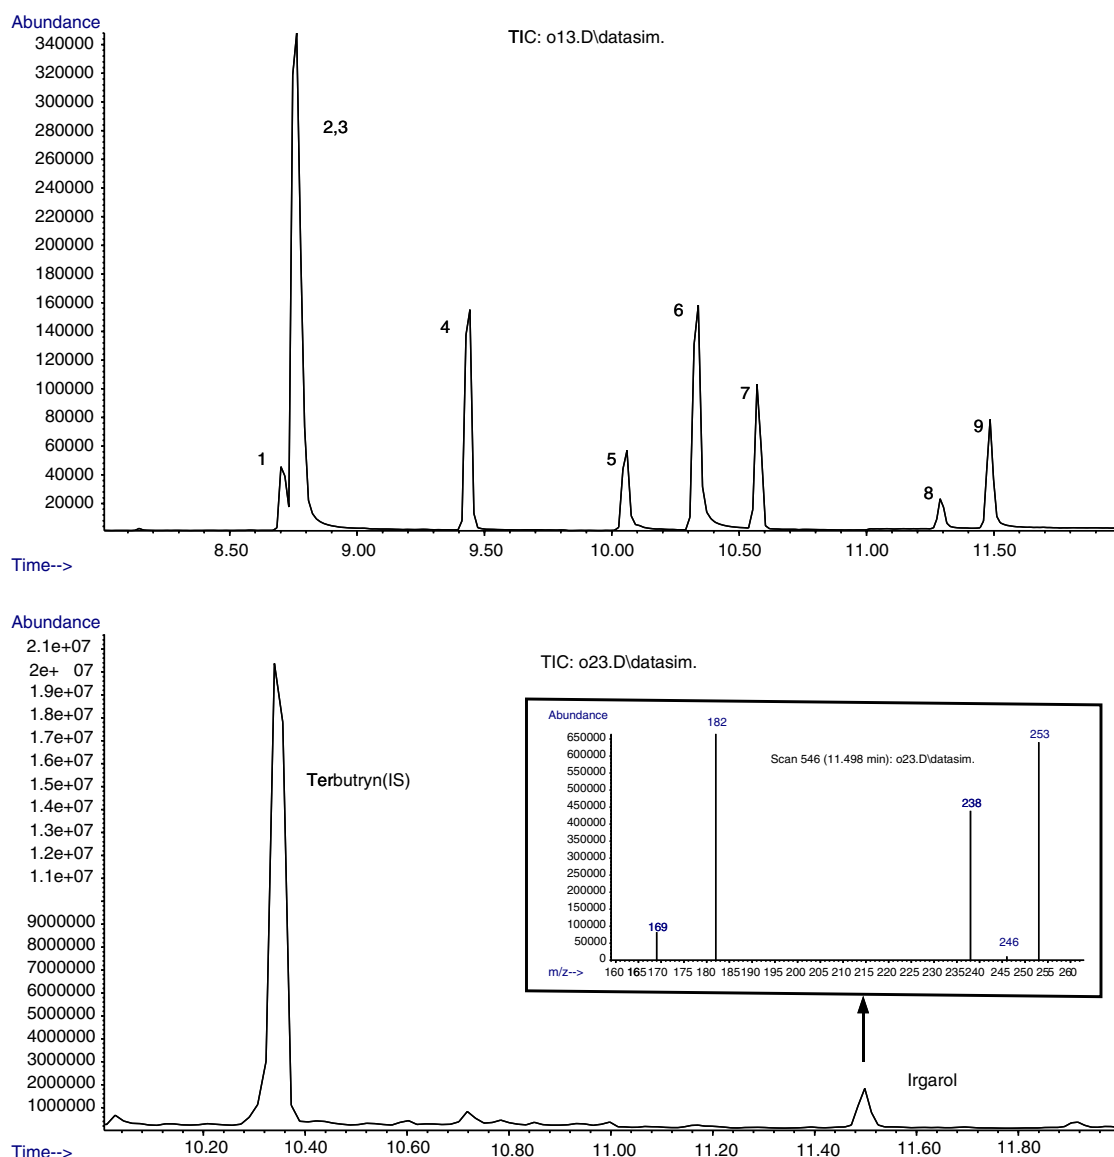 Abundance
TIC: o13.D\datasim.
340000
320000
300000
280000
260000
240000
220000
200000
180000
160000
140000
120000
100000
80000
60000
40000
20000
1
2,3
4
5
6
7
8
9
8.50 9.00 9.50 10.00 10.50 11.00 11.50
Time-->
Abundance
TIC: o23.D\datasim.
2.1e+07
2e+ 07
1.9e+07
1.8e+07
1.7e+07
1.6e+07
1.5e+07
1.4e+07
1.3e+07
1.2e+07
1.1e+07
9000000
8000000
7000000
6000000
5000000
4000000
3000000
2000000
1000000
Terbutryn(IS)
Abundance
Scan 546 (11.498 min): o23.D\datasim.
650000
600000
550000
500000
450000
400000
350000
300000
250000
200000
150000
100000
50000
0
169
182
238
246
253
160 165 170 175 180 185 190 195 200 205 210 215 220 225 230 235 240 245 250 255 260
m/z-->
Irgarol
10.20 10.40 10.60 10.80 11.00 11.20 11.40 11.60 11.80
Time-->